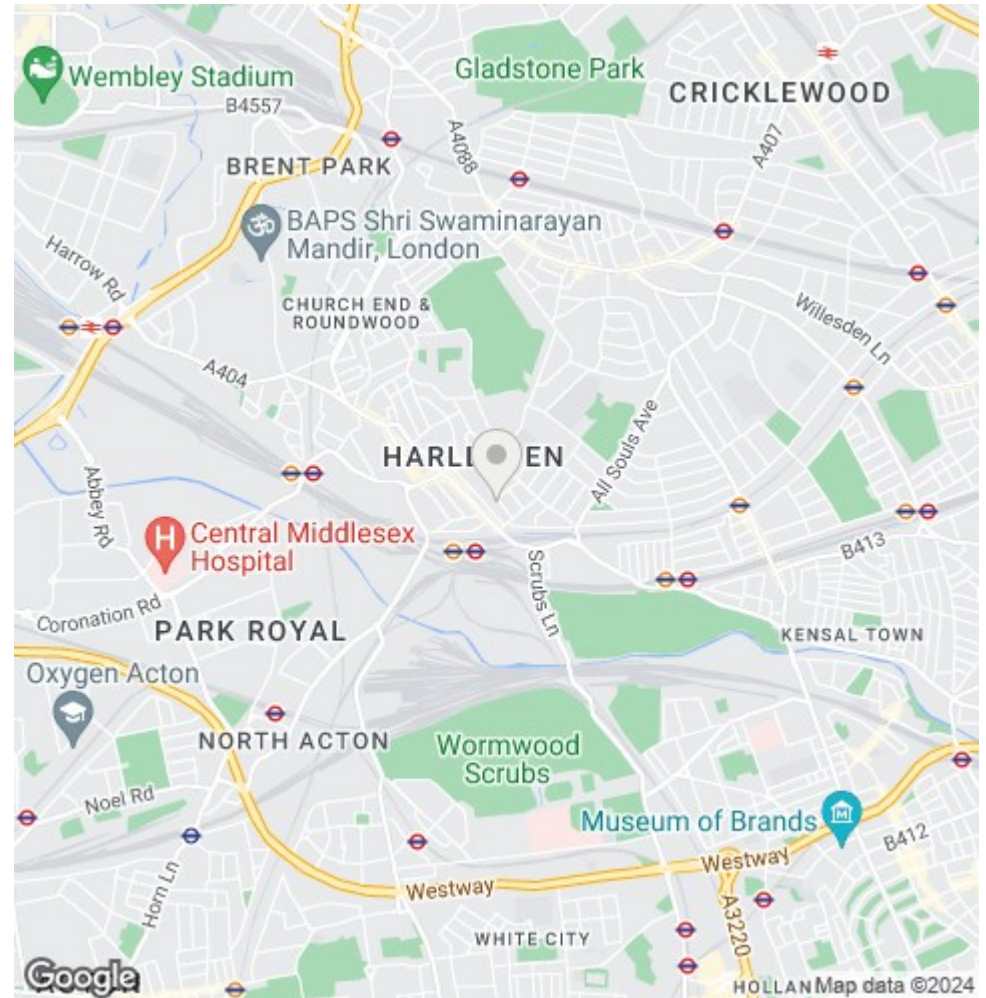 Wembley Stadium
B4557
Gladstone Park
CRICKLEWOOD
A4088
A407
BRENT PARK
BAPS Shri Swaminarayan
Mandir, London
Harrow Rd
CHURCH END &
ROUNDWOOD
Willesden Ln
A404
HARL EN
All Souls Ave
Abbey Rd
H
Central Middlesex
Hospital
B413
Scrubs Ln
Coronation Rd
PARK ROYAL
KENSAL TOWN
Oxygen Acton
NORTH ACTON
Wormwood
Scrubs
Noel Rd
Museum of Brands
M
B412
Horn Ln
Westway
Westway
A3220
WHITE CITY
Google
HOLLAN
Map data ©2024